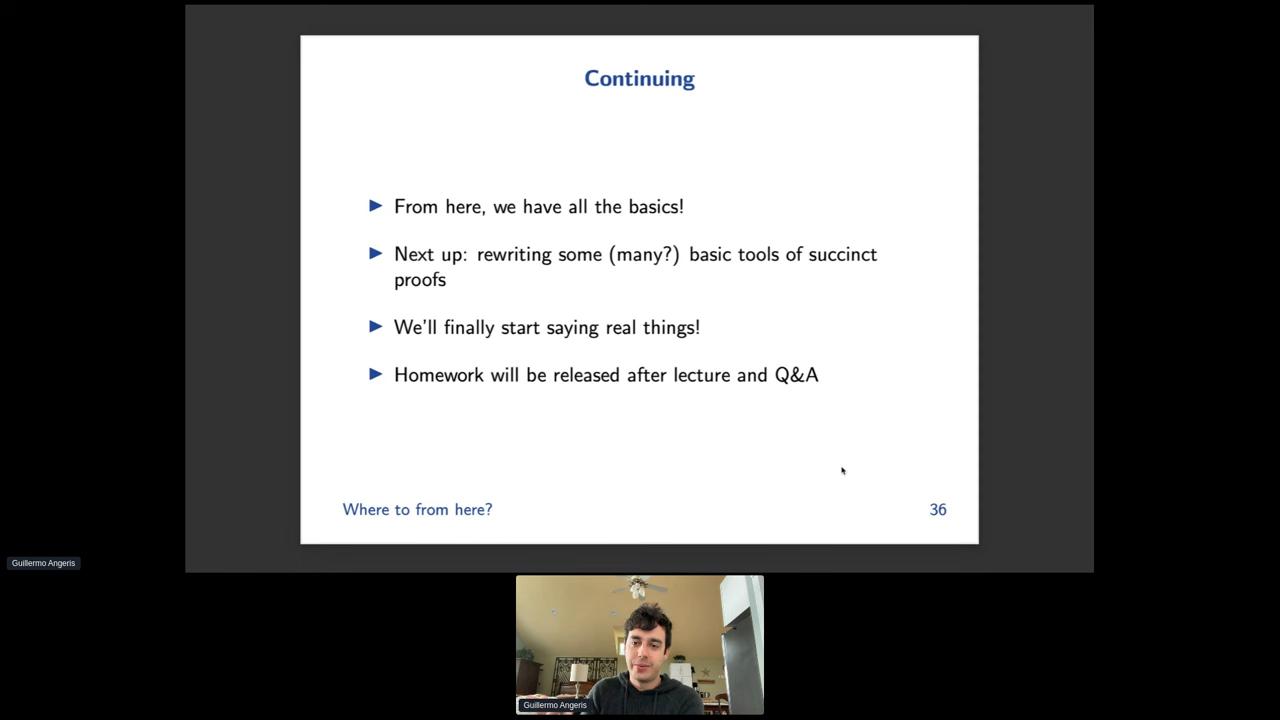 Continuing
From here, we have all the basics!
Next up: rewriting some (many?) basic tools of succinct
proofs
We'll finally start saying real things!
Homework will be released after lecture and Q&A
Where to from here?
36
Guillermo Angeris
Guillermo Angeris